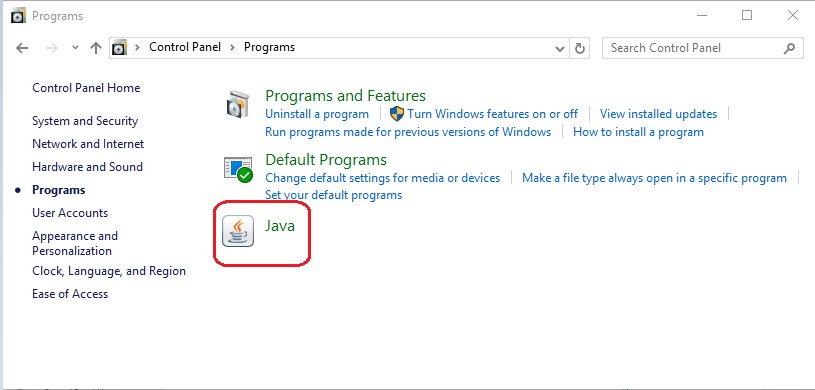 Programs
Control Panel > Programs
Search Control Panel
Control Panel Home
System and Security
Network and Internet
Hardware and Sound
Programs
User Accounts
Appearance and
Personalization
Clock, Language, and Region
Ease of Access
Programs and Features
Uninstall a program | Turn Windows features on or off | View installed updates |
Run programs made for previous versions of Windows | How to install a program
Default Programs
Change default settings for media or devices | Make a file type always open in a specific program |
Set your default programs
Java